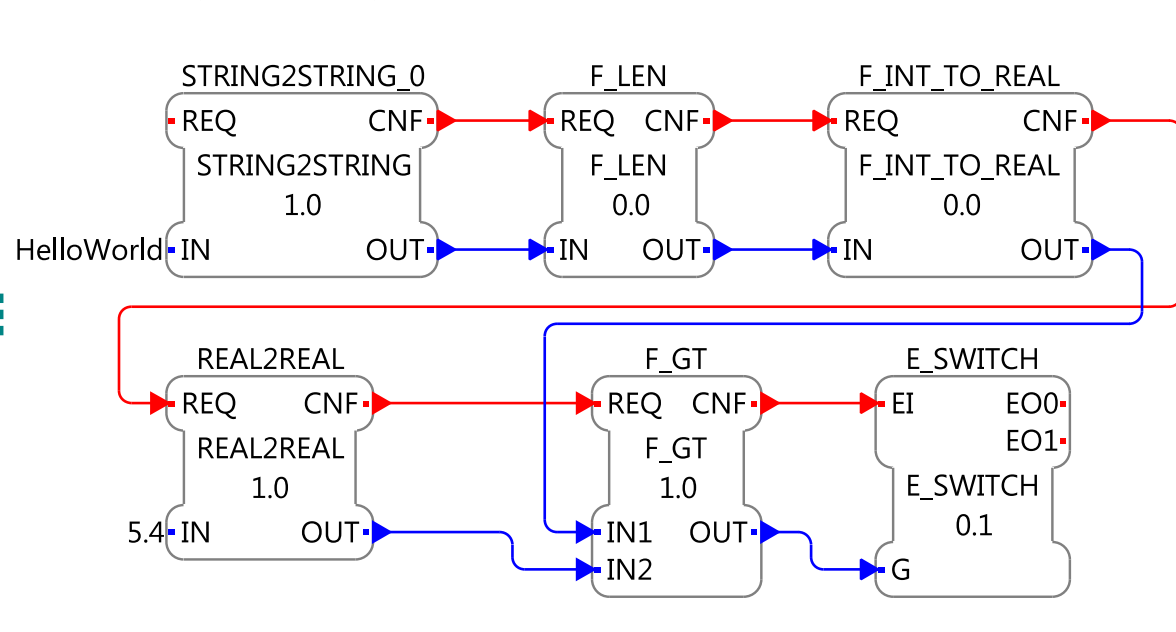 STRING2STRING_0 F_LEN F_INT_TO_REAL
REQ CNF REQ CNF REQ CNF
STRING2STRING F_LEN F_INT_TO_REAL
1.0 0.0 0.0
HelloWorld IN OUT IN OUT IN OUT
REAL2REAL F_GT E_SWITCH
REQ CNF REQ CNF EI EO0
EO1
REAL2REAL F_GT E_SWITCH
1.0 1.0 0.1
5.4 IN OUT IN1 OUT
IN2 G